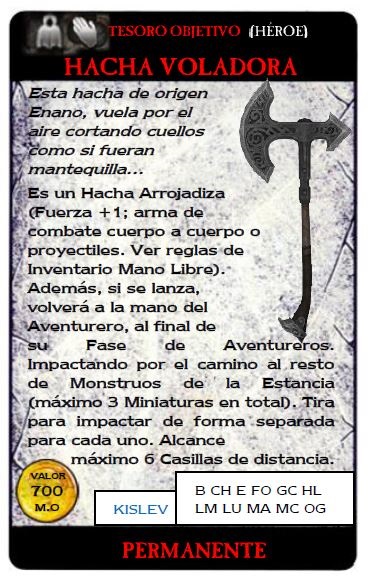 TESORO OBJETIVO (HÉROE)
HACHA VOLADORA
Esta hacha de origen
Enano, vuela por el
aire cortando cuellos
como si fueran
mantequilla...
Es un Hacha Arrojadiza
(Fuerza +1; arma de
combate cuerpo a cuerpo o
proyectiles. Ver reglas de
Inventario Mano Libre).
Además, si se lanza,
volverá a la mano del
Aventurero, al final de
su Fase de Aventureros.
Impactando por el camino al resto
de Monstruos de la Estancia
(máximo 3 Miniaturas en total). Tira
para impactar de forma separada
para cada uno. Alcance
máximo 6 Casillas de distancia.
VALOR
700
M.O
KISLEV
B CH E FO GC HL
LM LU MA MC OG
PERMANENTE